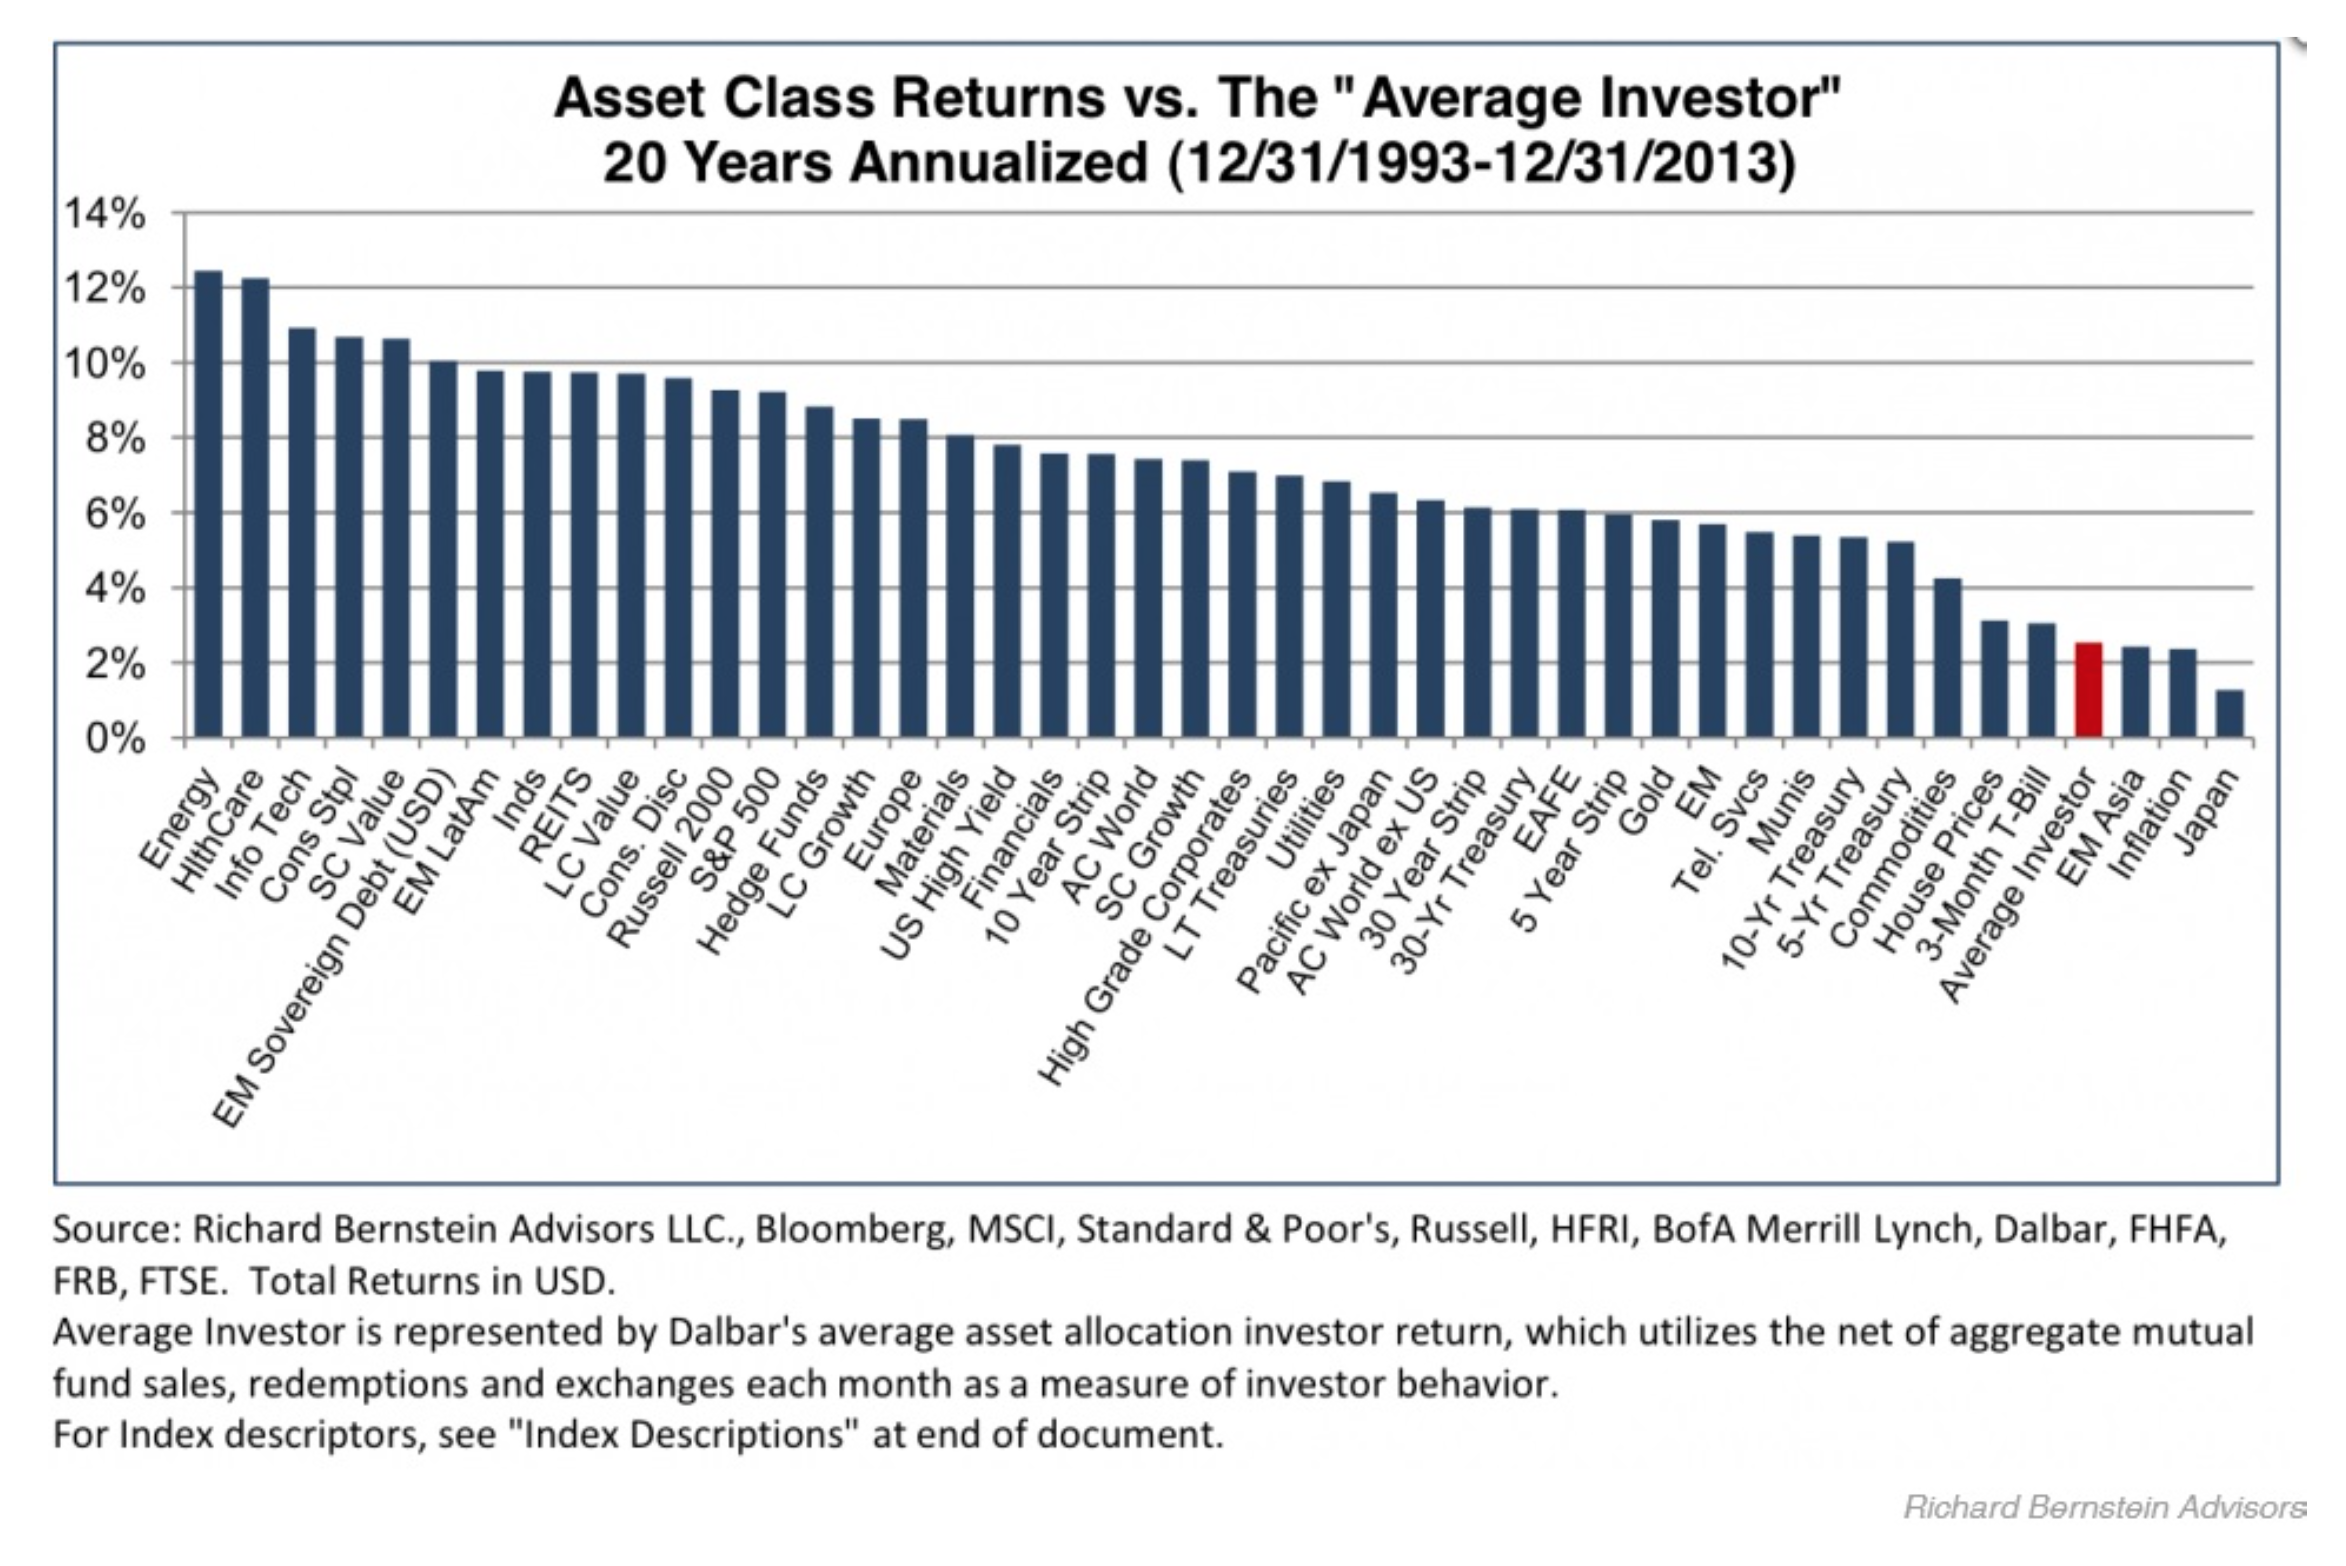 Asset Class Returns vs. The "Average Investor"
20 Years Annualized (12/31/1993-12/31/2013)
14%
12%
10%
8%
6%
4%
2%
0%
Energy
HlthCare
Info Tech
Cons Stpl
SC Value
EM Sovereign Debt (USD)
EM LatAm
Inds
REITS
LC Value
Cons. Disc
Russell 2000
S&P 500
Hedge Funds
LC Growth
Europe
Materials
US High Yield
Financials
10 Year Strip
AC World
SC Growth
High Grade Corporates
LT Treasuries
Utilities
Pacific ex Japan
AC World ex US
30 Year Strip
30-Yr Treasury
EAFE
5 Year Strip
Gold
EM
Tel. Svcs
Munis
10-Yr Treasury
5-Yr Treasury
Commodities
House Prices
3-Month T-Bill
Average Investor
EM Asia
Inflation
Japan
Source: Richard Bernstein Advisors LLC., Bloomberg, MSCI, Standard & Poor's, Russell, HFRI, BofA Merrill Lynch, Dalbar, FHFA,
FRB, FTSE.  Total Returns in USD.
Average Investor is represented by Dalbar's average asset allocation investor return, which utilizes the net of aggregate mutual
fund sales, redemptions and exchanges each month as a measure of investor behavior.
For Index descriptors, see "Index Descriptions" at end of document.
Richard Bernstein Advisors